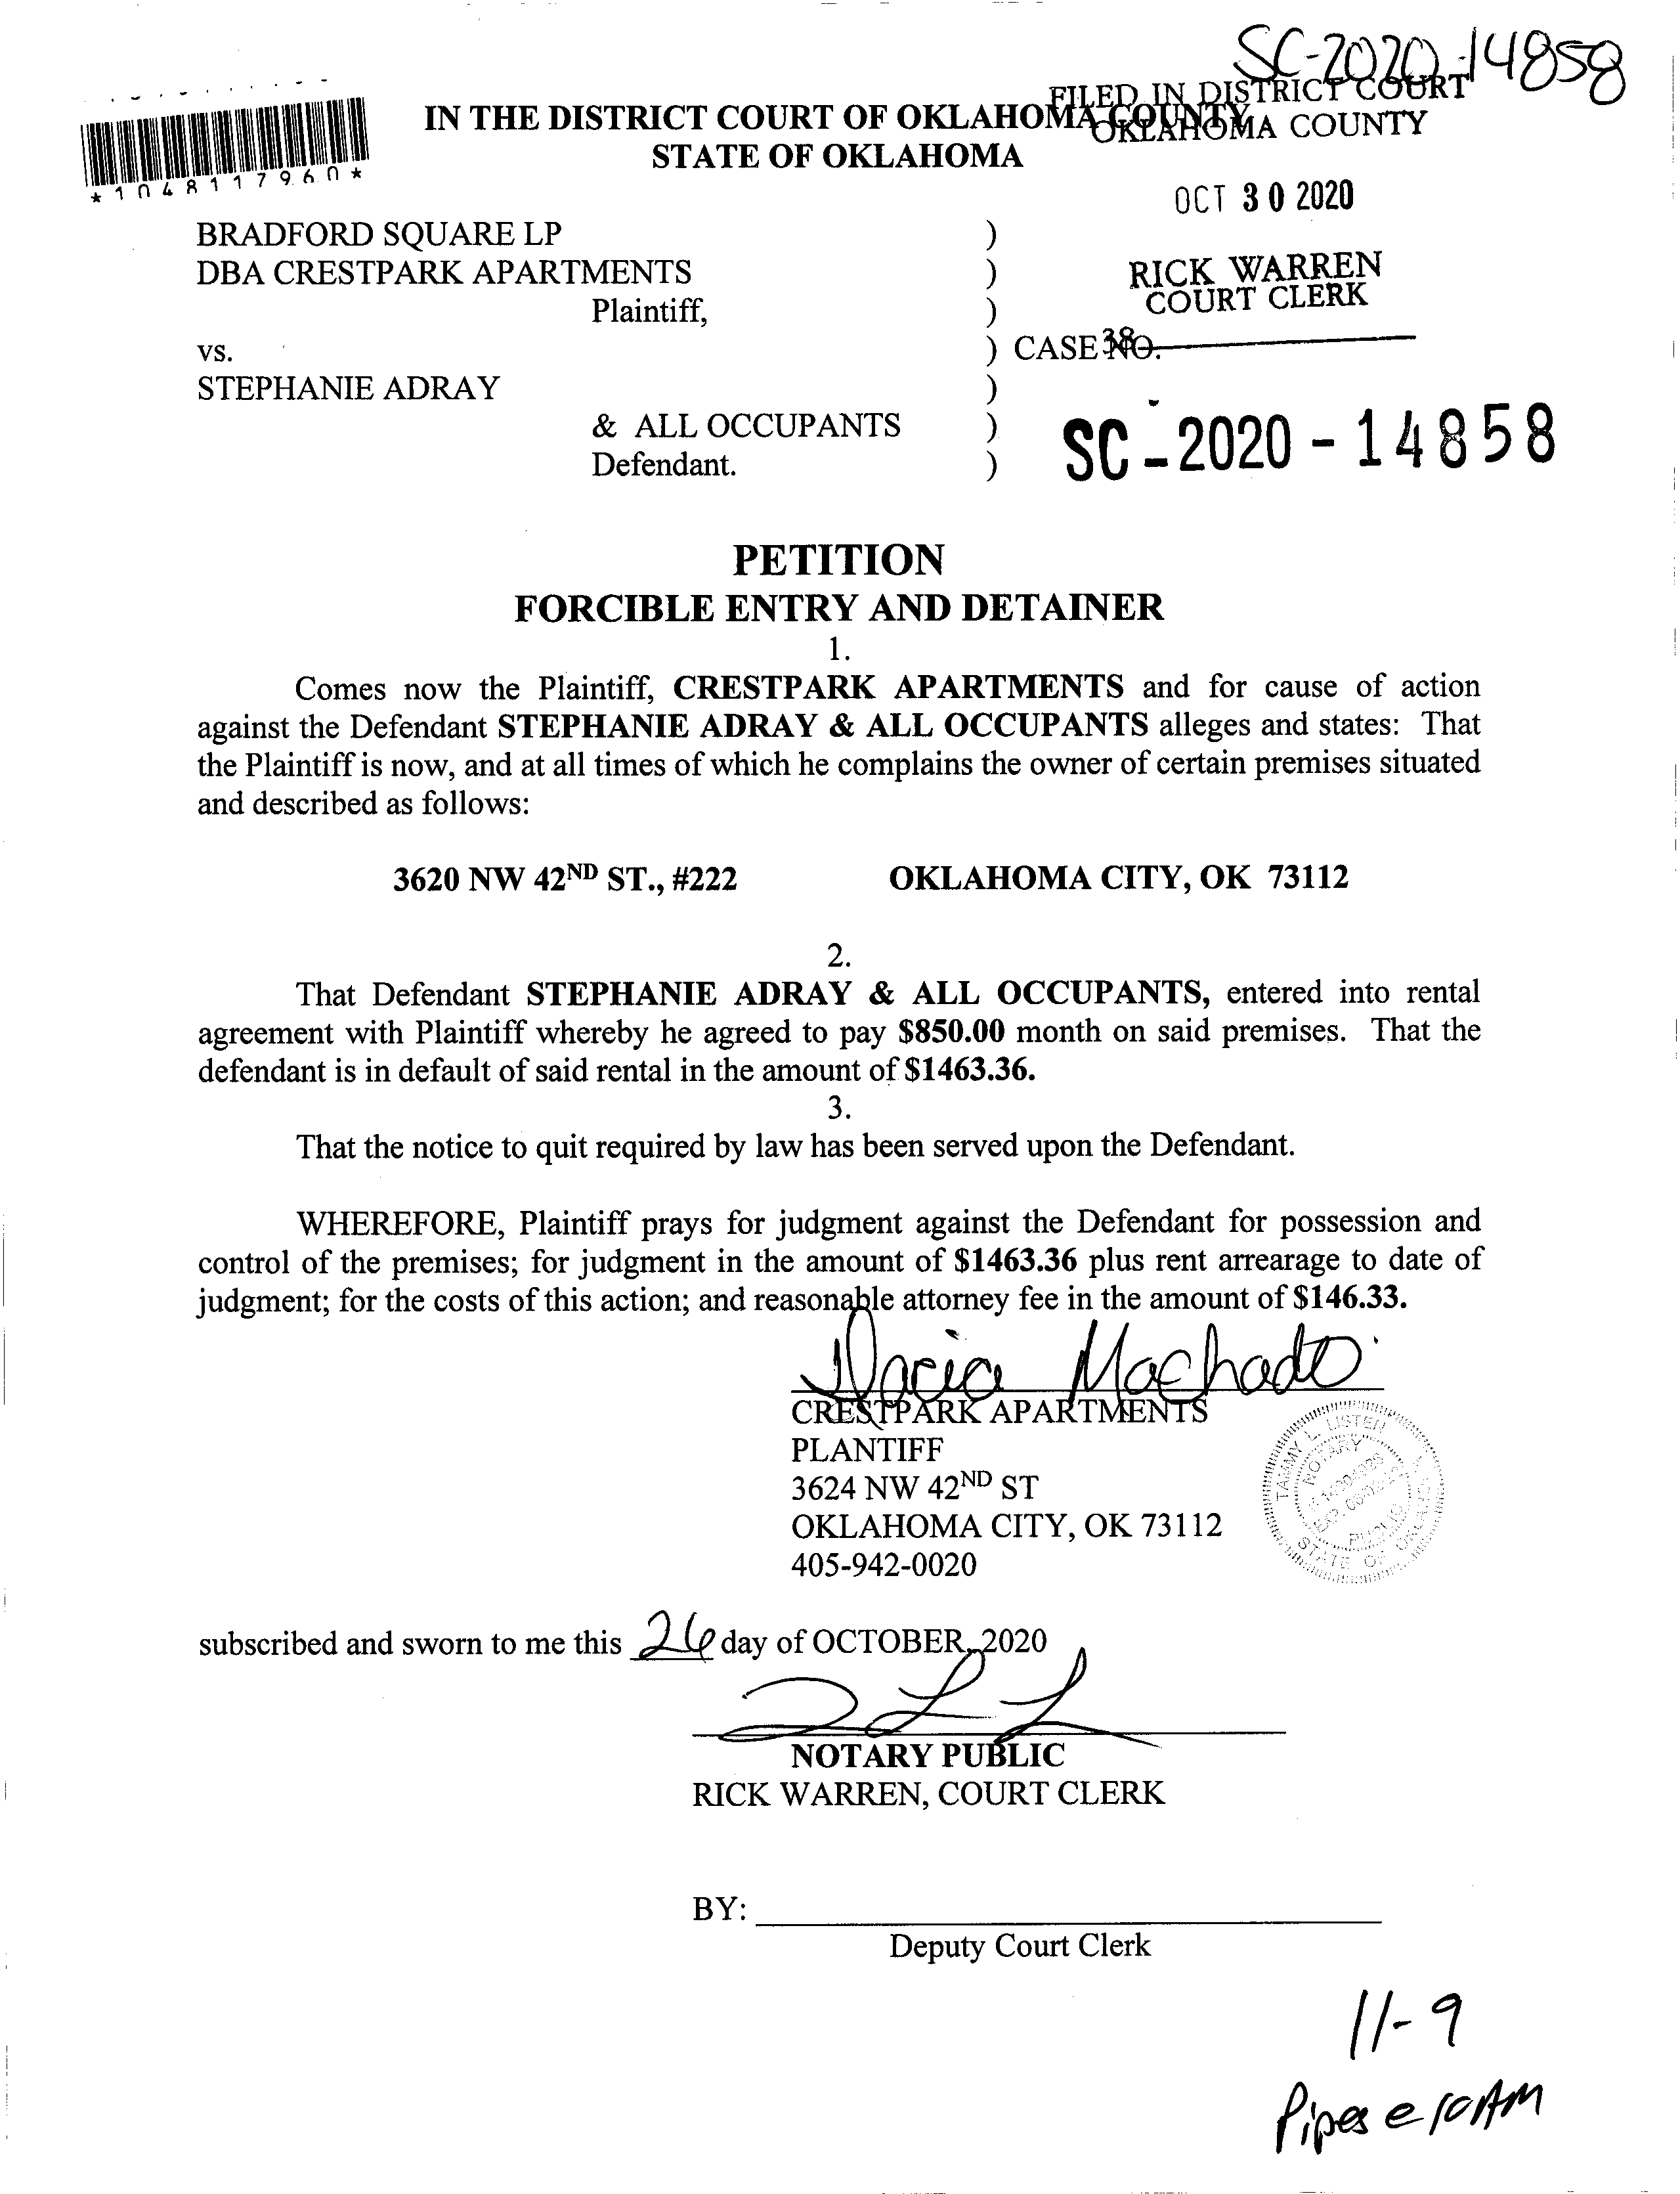 SC-2020-14858
FILED IN DISTRICT COURT
OKLAHOMA COUNTY
IN THE DISTRICT COURT OF OKLAHOMA COUNTY
STATE OF OKLAHOMA
*1048117960*
OCT 30 2020
RICK WARREN
COURT CLERK
BRADFORD SQUARE LP )
DBA CRESTPARK APARTMENTS )
Plaintiff, )
vs. ) CASE NO.
38
STEPHANIE ADRAY )
& ALL OCCUPANTS )
Defendant. )
SC-2020-14858
PETITION
FORCIBLE ENTRY AND DETAINER
1.
Comes now the Plaintiff, CRESTPARK APARTMENTS and for cause of action
against the Defendant STEPHANIE ADRAY & ALL OCCUPANTS alleges and states: That
the Plaintiff is now, and at all times of which he complains the owner of certain premises situated
and described as follows:
3620 NW 42ND ST., #222 OKLAHOMA CITY, OK 73112
2.
That Defendant STEPHANIE ADRAY & ALL OCCUPANTS, entered into rental
agreement with Plaintiff whereby he agreed to pay $850.00 month on said premises. That the
defendant is in default of said rental in the amount of $1463.36.
3.
That the notice to quit required by law has been served upon the Defendant.
WHEREFORE, Plaintiff prays for judgment against the Defendant for possession and
control of the premises; for judgment in the amount of $1463.36 plus rent arrearage to date of
judgment; for the costs of this action; and reasonable attorney fee in the amount of $146.33.
Machado
CRESTPARK APARTMENTS
PLANTIFF
3624 NW 42ND ST
OKLAHOMA CITY, OK 73112
405-942-0020
TAMMY L. LISTEN
NOTARY
PUBLIC
STATE OF OKLAHOMA
subscribed and sworn to me this 26 day of OCTOBER, 2020
NOTARY PUBLIC
RICK WARREN, COURT CLERK
BY:
Deputy Court Clerk
11-9
Pipes @ 10AM